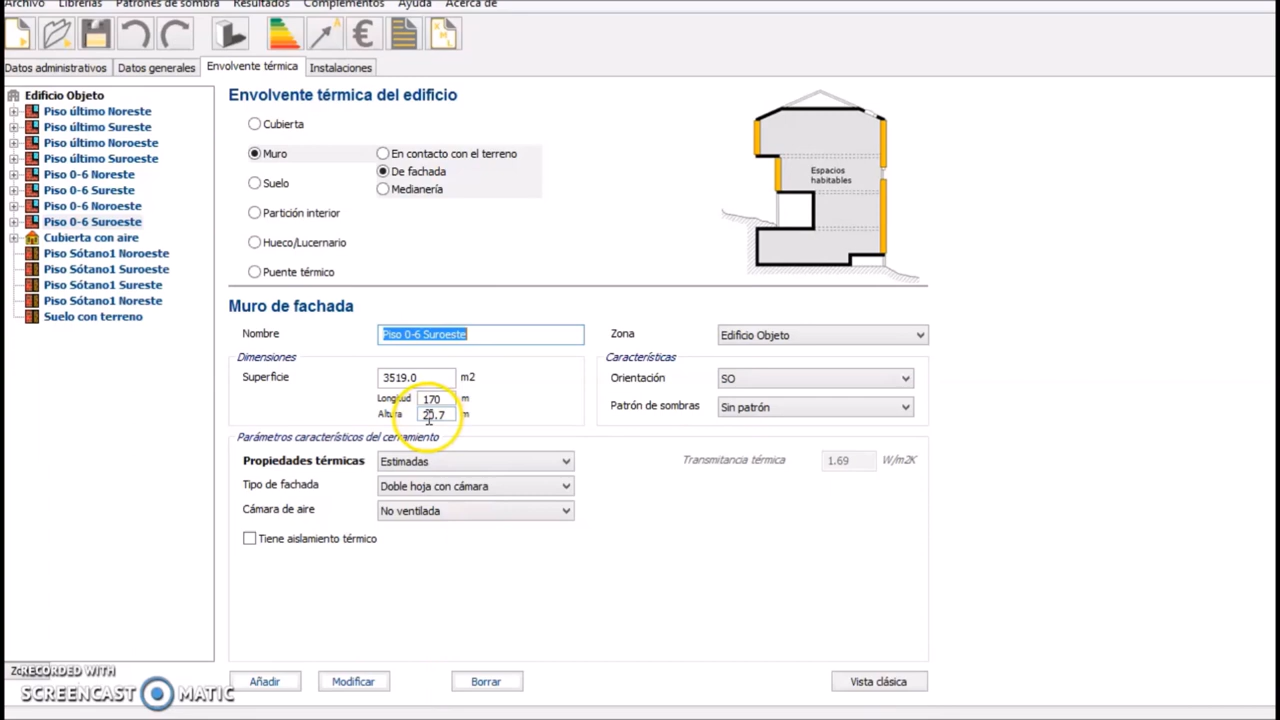 Archivo Librerías Patrones de sombra Resultados Complementos Ayuda Acerca de
Datos administrativos Datos generales Envolvente térmica Instalaciones
Edificio Objeto
Piso último Noreste
Piso último Sureste
Piso último Noroeste
Piso último Suroeste
Piso 0-6 Noreste
Piso 0-6 Sureste
Piso 0-6 Noroeste
Piso 0-6 Suroeste
Cubierta con aire
Piso Sótano1 Noroeste
Piso Sótano1 Suroeste
Piso Sótano1 Sureste
Piso Sótano1 Noreste
Suelo con terreno
Envolvente térmica del edificio
Cubierta
Muro
En contacto con el terreno
De fachada
Medianería
Suelo
Partición interior
Hueco/Lucernario
Puente térmico
Espacios
habitables
Muro de fachada
Nombre Piso 0-6 Suroeste Zona Edificio Objeto
Dimensiones Características
Superficie 3519.0 m2 Orientación SO
Longitud 170 m
Altura 20.7 m
Patrón de sombras Sin patrón
Parámetros característicos del cerramiento
Propiedades térmicas Estimadas Transmitancia térmica 1.69 W/m2K
Tipo de fachada Doble hoja con cámara
Cámara de aire No ventilada
Tiene aislamiento térmico
RECORDED WITH
SCREENCAST MATIC
Añadir Modificar Borrar Vista clásica